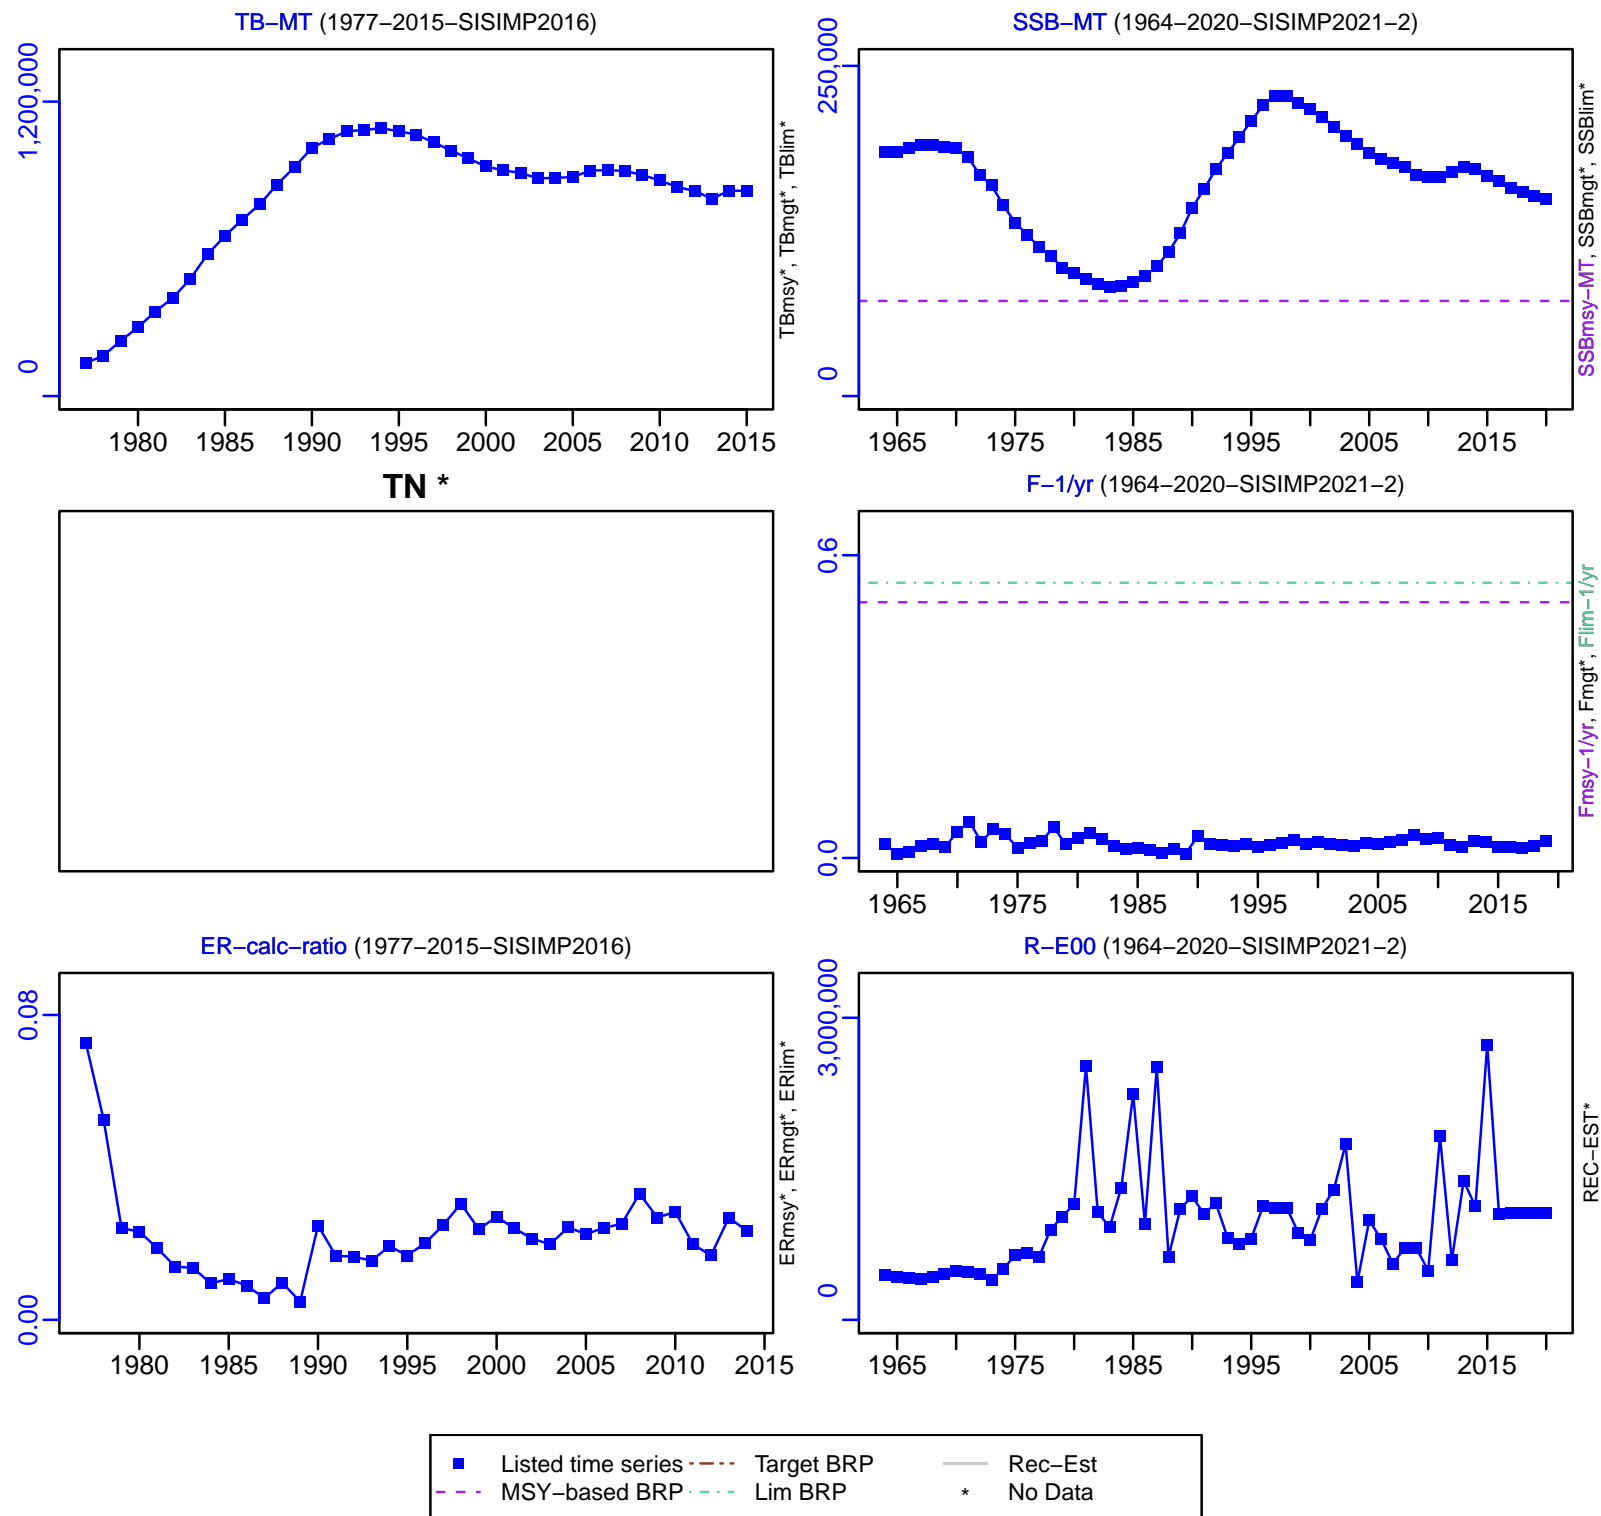 TB−MT (1977−2015−SISIMP2016)
1,200,000
0
1980 1985 1990 1995 2000 2005 2010 2015
TBmsy*, TBmgt*, TBlim*
SSB−MT (1964−2020−SISIMP2021−2)
250,000
0
1965 1975 1985 1995 2005 2015
SSBmsy−MT, SSBmgt*, SSBlim*
TN *
F−1/yr (1964−2020−SISIMP2021−2)
0.6
0.0
1965 1975 1985 1995 2005 2015
Fmsy−1/yr, Fmgt*, Flim−1/yr
ER−calc−ratio (1977−2015−SISIMP2016)
0.08
0.00
1980 1985 1990 1995 2000 2005 2010 2015
ERmsy*, ERmgt*, ERlim*
R−E00 (1964−2020−SISIMP2021−2)
3,000,000
0
1965 1975 1985 1995 2005 2015
REC−EST*
Listed time series Target BRP Rec−Est
MSY−based BRP Lim BRP * No Data